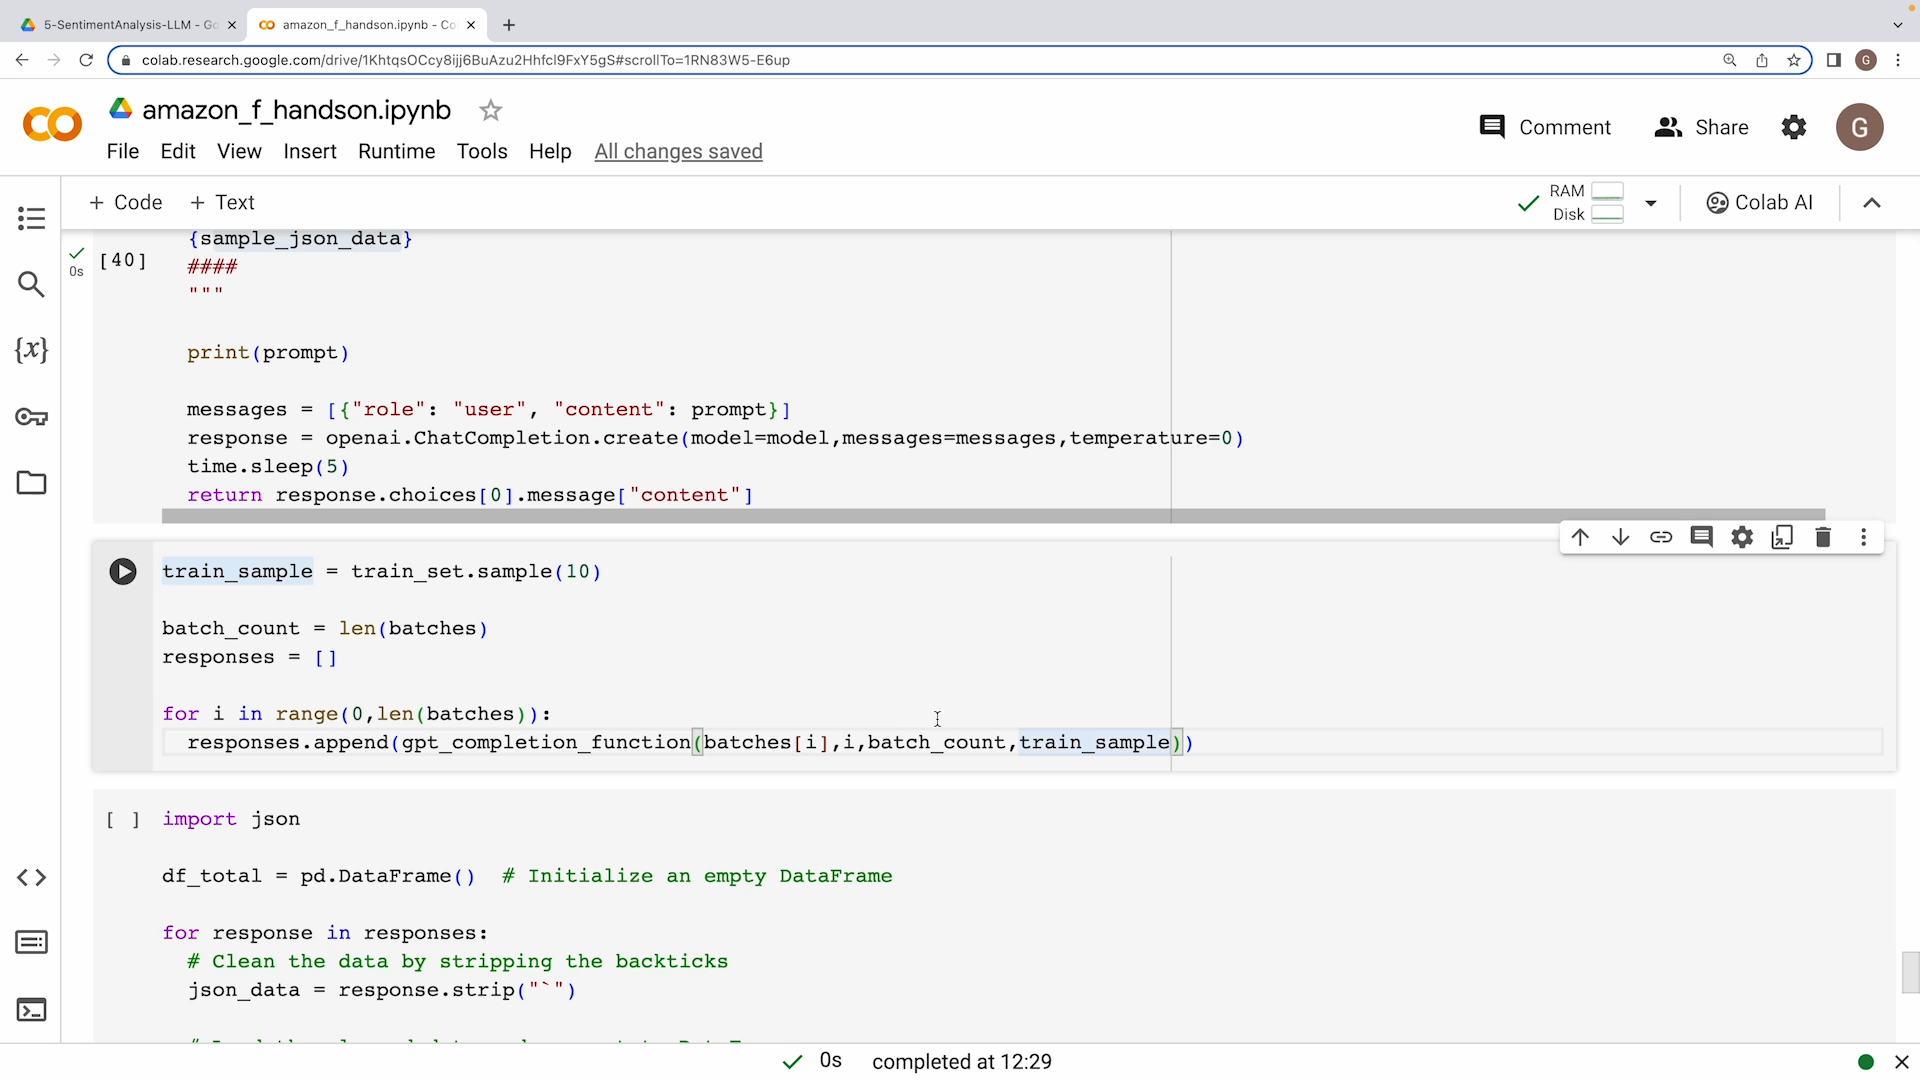 5-SentimentAnalysis-LLM - Go
amazon_f_handson.ipynb - Co
colab.research.google.com/drive/1KhtqsOCcy8ijj6BuAzu2Hhfcl9FxY5gS#scrollTo=1RN83W5-E6up
G
amazon_f_handson.ipynb
File Edit View Insert Runtime Tools Help All changes saved
Comment
Share
G
+ Code + Text
RAM
Disk
Colab AI
{sample_json_data}
0s
[40]
####
"""
print(prompt)
messages = [{"role": "user", "content": prompt}]
response = openai.ChatCompletion.create(model=model,messages=messages,temperature=0)
time.sleep(5)
return response.choices[0].message["content"]
train_sample = train_set.sample(10)
batch_count = len(batches)
responses = []
for i in range(0,len(batches)):
responses.append(gpt_completion_function(batches[i],i,batch_count,train_sample))
[ ] import json
df_total = pd.DataFrame() # Initialize an empty DataFrame
for response in responses:
# Clean the data by stripping the backticks
json_data = response.strip("`")
0s completed at 12:29